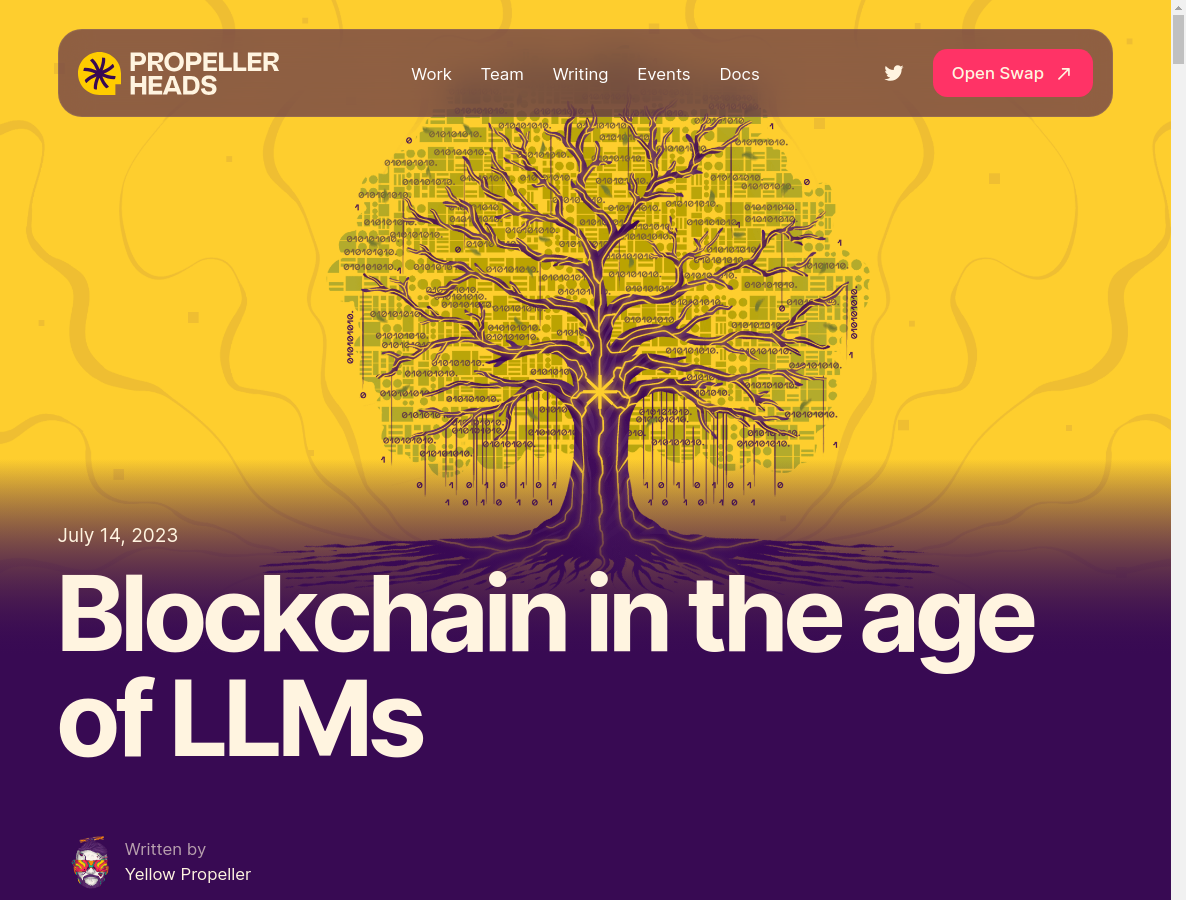 PROPELLER
HEADS
Work
Team
Writing
Events
Docs
Open Swap
July 14, 2023
Blockchain in the age
of LLMs
Written by
Yellow Propeller